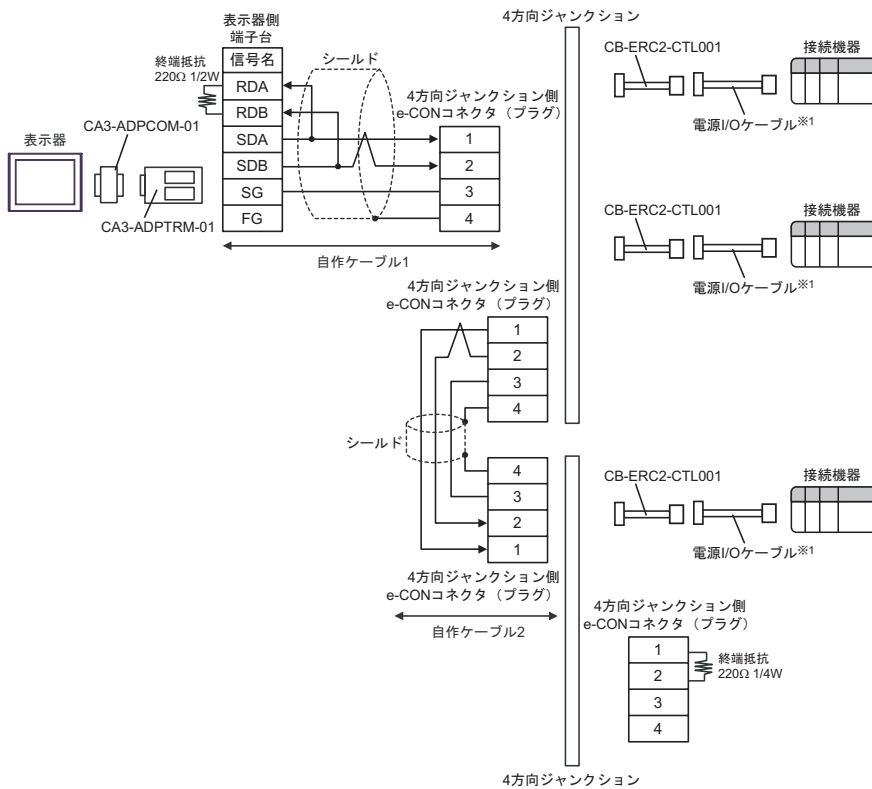 4方向ジャンクション
表示器側
端子台
信号名
RDA
RDB
SDA
SDB
SG
FG
終端抵抗
220Ω 1/2W
シールド
4方向ジャンクション側
e-CONコネクタ（プラグ）
1
2
3
4
表示器
CA3-ADPCOM-01
CA3-ADPTRM-01
自作ケーブル1
CB-ERC2-CTL001
接続機器
電源I/Oケーブル※1
CB-ERC2-CTL001
接続機器
電源I/Oケーブル※1
4方向ジャンクション側
e-CONコネクタ（プラグ）
1
2
3
4
シールド
4
3
2
1
4方向ジャンクション側
e-CONコネクタ（プラグ）
自作ケーブル2
CB-ERC2-CTL001
接続機器
電源I/Oケーブル※1
4方向ジャンクション側
e-CONコネクタ（プラグ）
1
2
3
4
終端抵抗
220Ω 1/4W
4方向ジャンクション